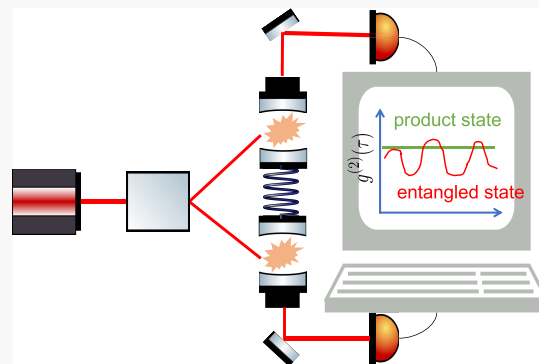 product state
g^{(2)}(τ)
entangled state